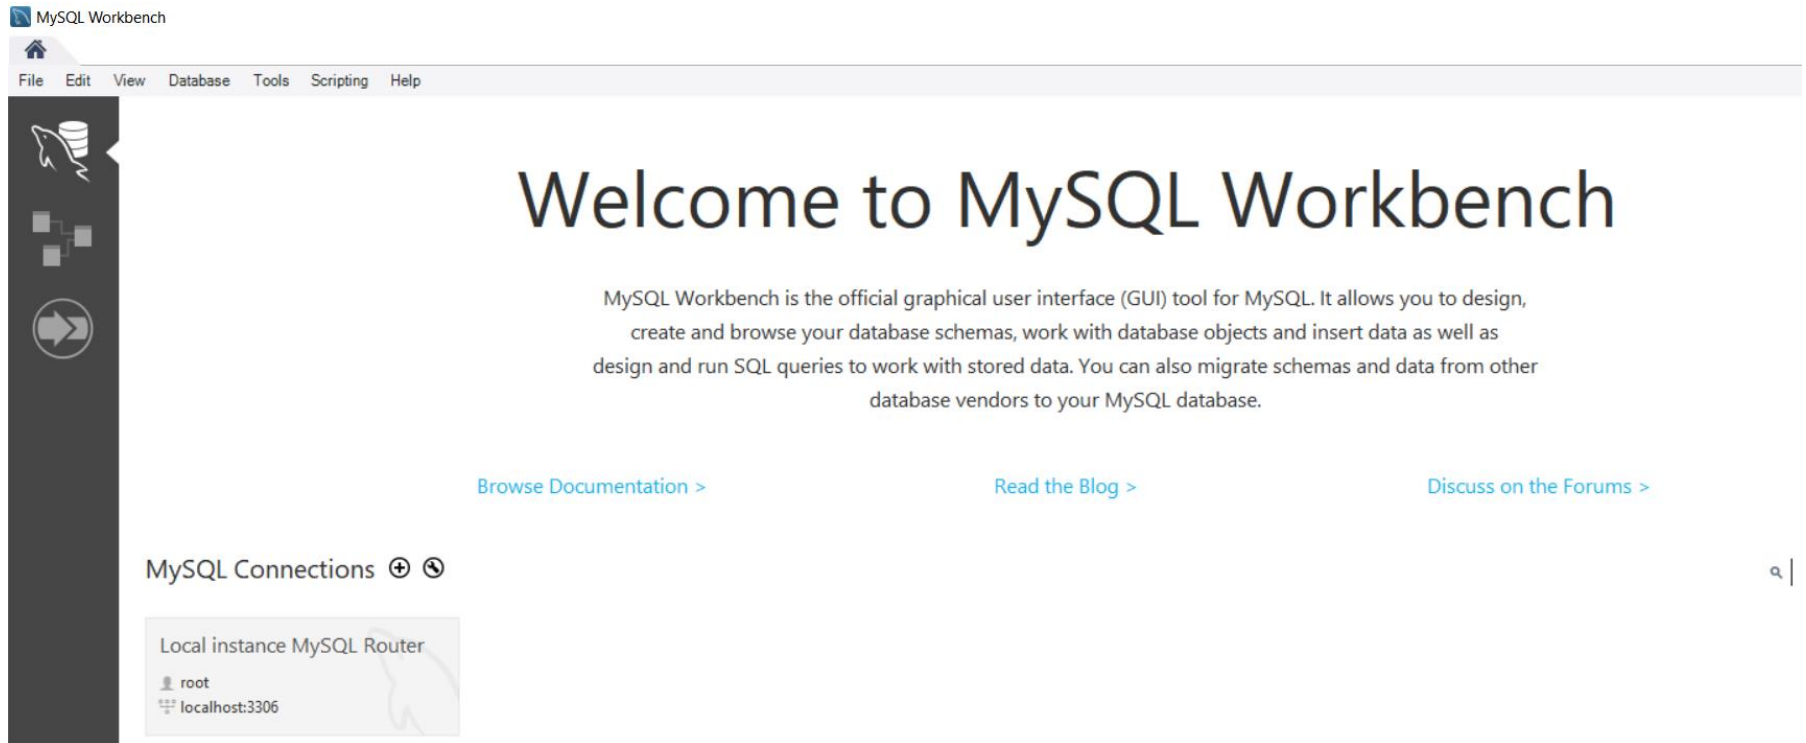 MySQL Workbench
File Edit View Database Tools Scripting Help
Welcome to MySQL Workbench
MySQL Workbench is the official graphical user interface (GUI) tool for MySQL. It allows you to design,
create and browse your database schemas, work with database objects and insert data as well as
design and run SQL queries to work with stored data. You can also migrate schemas and data from other
database vendors to your MySQL database.
Browse Documentation > Read the Blog > Discuss on the Forums >
MySQL Connections
Local instance MySQL Router
root
localhost:3306